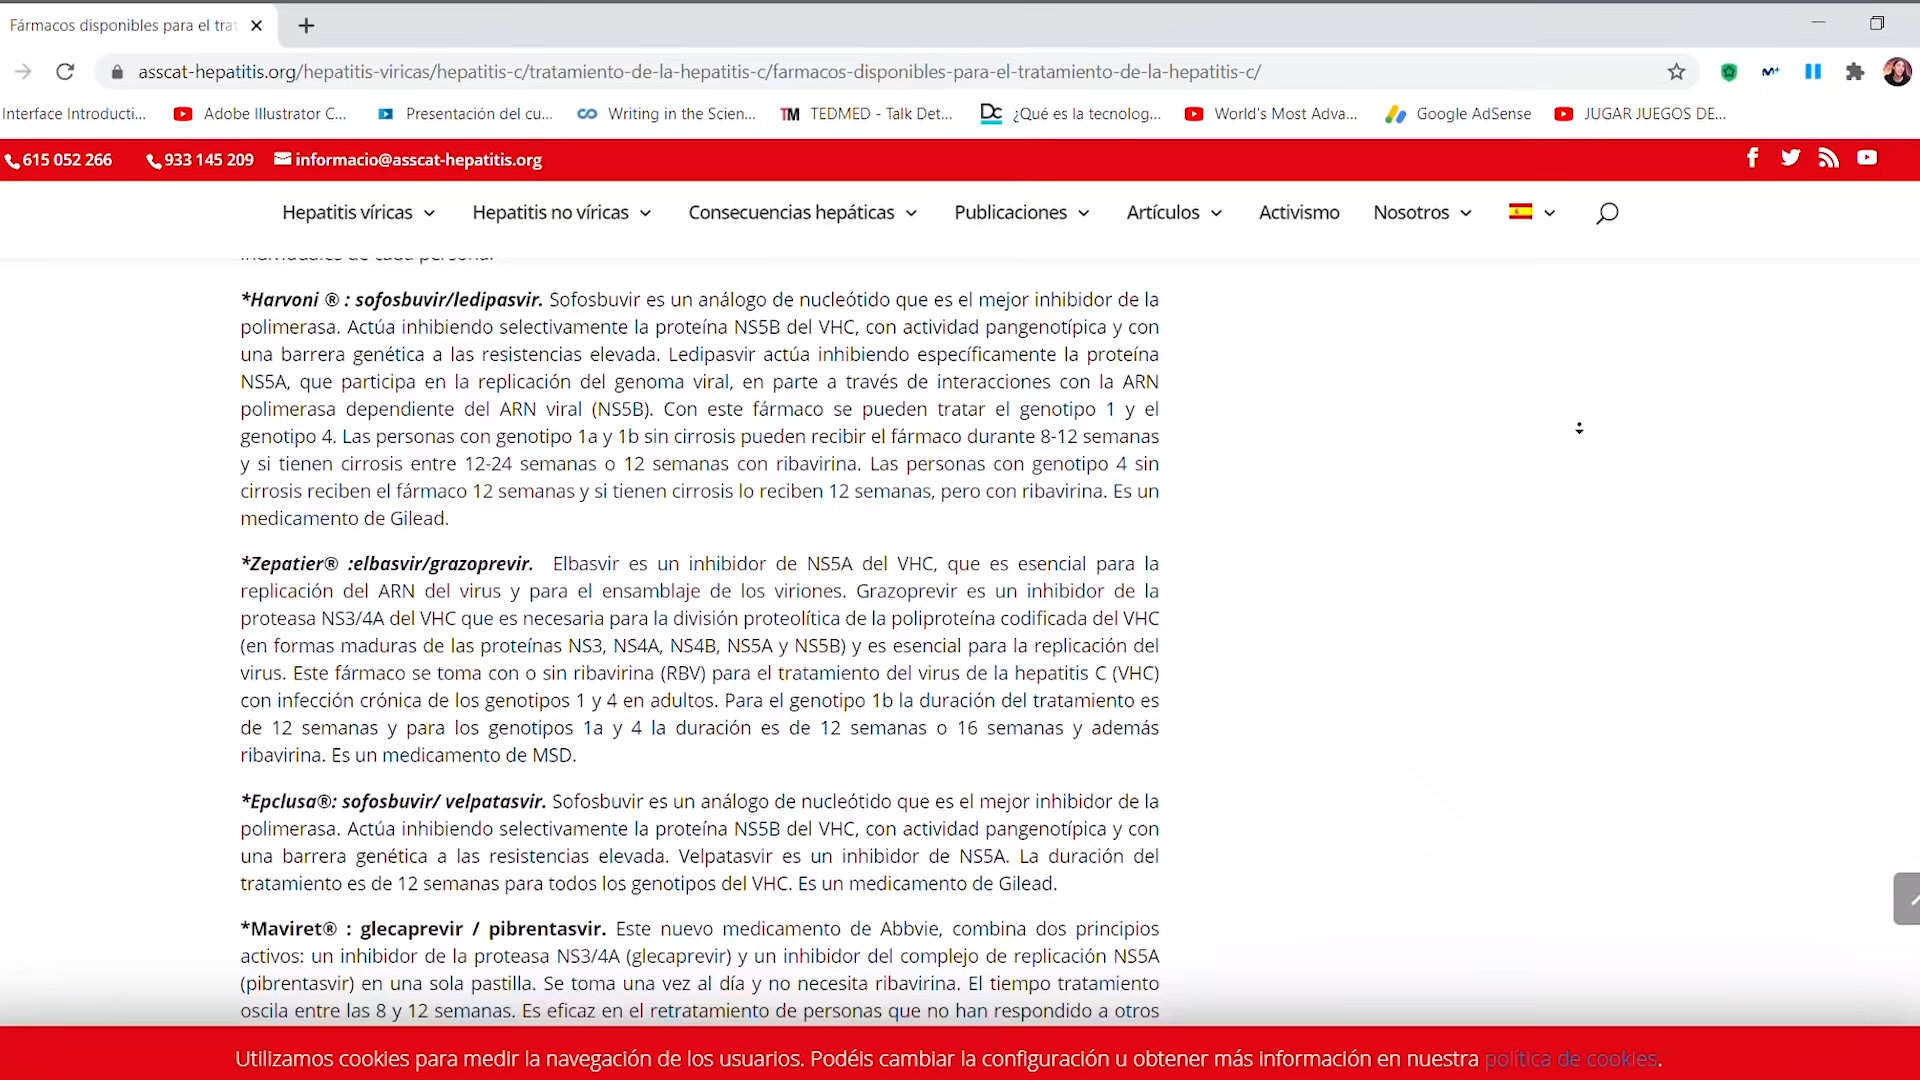 Fármacos disponibles para el trat
asscat-hepatitis.org/hepatitis-viricas/hepatitis-c/tratamiento-de-la-hepatitis-c/farmacos-disponibles-para-el-tratamiento-de-la-hepatitis-c/
Interface Introducti... Adobe Illustrator C... Presentación del cu... Writing in the Scien... TM TEDMED - Talk Det... Dc ¿Qué es la tecnolog... World's Most Adva... Google AdSense JUGAR JUEGOS DE...
615 052 266 933 145 209 informacio@asscat-hepatitis.org
Hepatitis víricas Hepatitis no víricas Consecuencias hepáticas Publicaciones Artículos Activismo Nosotros
de cada persona.
*Harvoni ® : sofosbuvir/ledipasvir. Sofosbuvir es un análogo de nucleótido que es el mejor inhibidor de la
polimerasa. Actúa inhibiendo selectivamente la proteína NS5B del VHC, con actividad pangenotípica y con
una barrera genética a las resistencias elevada. Ledipasvir actúa inhibiendo específicamente la proteína
NS5A, que participa en la replicación del genoma viral, en parte a través de interacciones con la ARN
polimerasa dependiente del ARN viral (NS5B). Con este fármaco se pueden tratar el genotipo 1 y el
genotipo 4. Las personas con genotipo 1a y 1b sin cirrosis pueden recibir el fármaco durante 8-12 semanas
y si tienen cirrosis entre 12-24 semanas o 12 semanas con ribavirina. Las personas con genotipo 4 sin
cirrosis reciben el fármaco 12 semanas y si tienen cirrosis lo reciben 12 semanas, pero con ribavirina. Es un
medicamento de Gilead.
*Zepatier® :elbasvir/grazoprevir. Elbasvir es un inhibidor de NS5A del VHC, que es esencial para la
replicación del ARN del virus y para el ensamblaje de los viriones. Grazoprevir es un inhibidor de la
proteasa NS3/4A del VHC que es necesaria para la división proteolítica de la poliproteína codificada del VHC
(en formas maduras de las proteínas NS3, NS4A, NS4B, NS5A y NS5B) y es esencial para la replicación del
virus. Este fármaco se toma con o sin ribavirina (RBV) para el tratamiento del virus de la hepatitis C (VHC)
con infección crónica de los genotipos 1 y 4 en adultos. Para el genotipo 1b la duración del tratamiento es
de 12 semanas y para los genotipos 1a y 4 la duración es de 12 semanas o 16 semanas y además
ribavirina. Es un medicamento de MSD.
*Epclusa®: sofosbuvir/ velpatasvir. Sofosbuvir es un análogo de nucleótido que es el mejor inhibidor de la
polimerasa. Actúa inhibiendo selectivamente la proteína NS5B del VHC, con actividad pangenotípica y con
una barrera genética a las resistencias elevada. Velpatasvir es un inhibidor de NS5A. La duración del
tratamiento es de 12 semanas para todos los genotipos del VHC. Es un medicamento de Gilead.
*Maviret® : glecaprevir / pibrentasvir. Este nuevo medicamento de Abbvie, combina dos principios
activos: un inhibidor de la proteasa NS3/4A (glecaprevir) y un inhibidor del complejo de replicación NS5A
(pibrentasvir) en una sola pastilla. Se toma una vez al día y no necesita ribavirina. El tiempo tratamiento
oscila entre las 8 y 12 semanas. Es eficaz en el retratamiento de personas que no han respondido a otros
Utilizamos cookies para medir la navegación de los usuarios. Podéis cambiar la configuración u obtener más información en nuestra política de cookies.